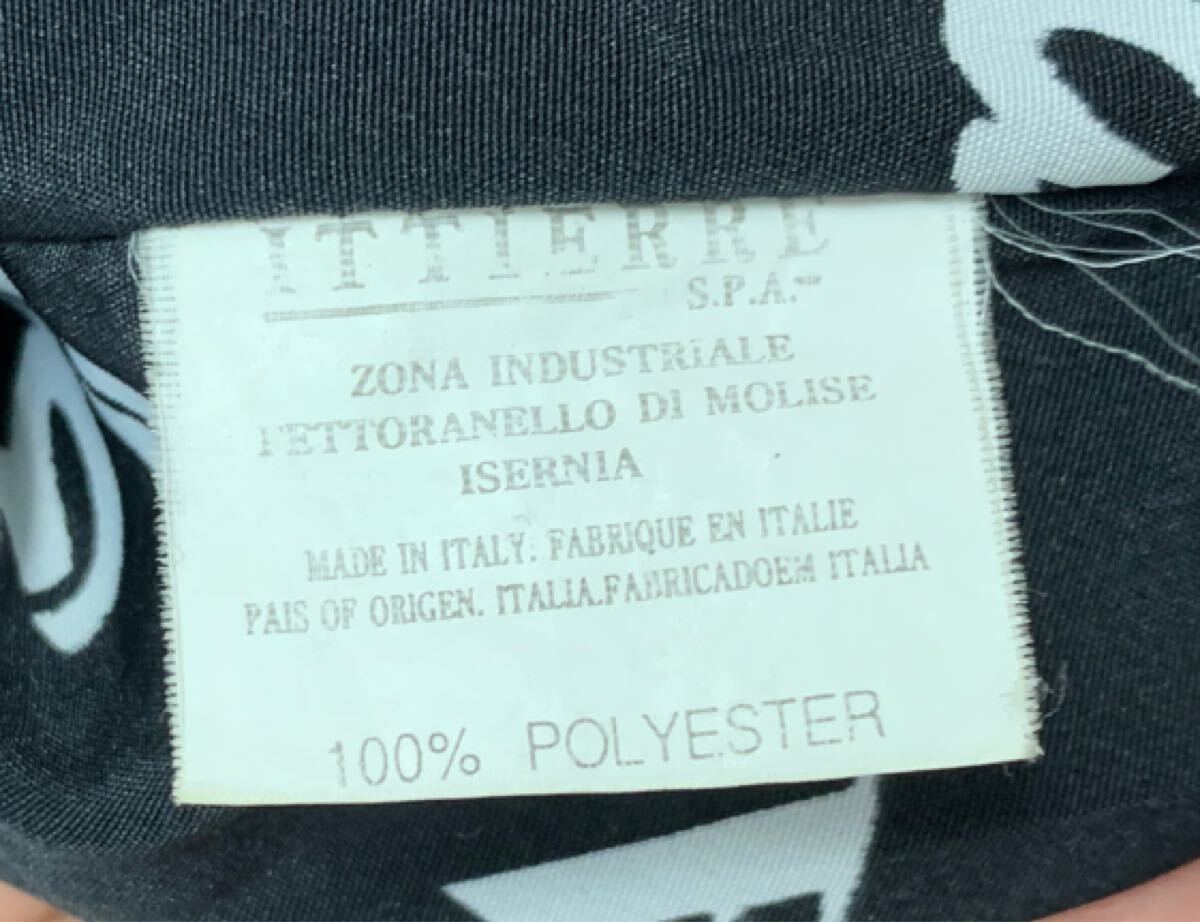 ITTIERRE
S.P.A.
ZONA INDUSTRIALE
PETTORANELLO DI MOLISE
ISERNIA
MADE IN ITALY: FABRIQUE EN ITALIE
PAIS OF ORIGEN. ITALIA.FABRICADOEM ITALIA
100% POLYESTER